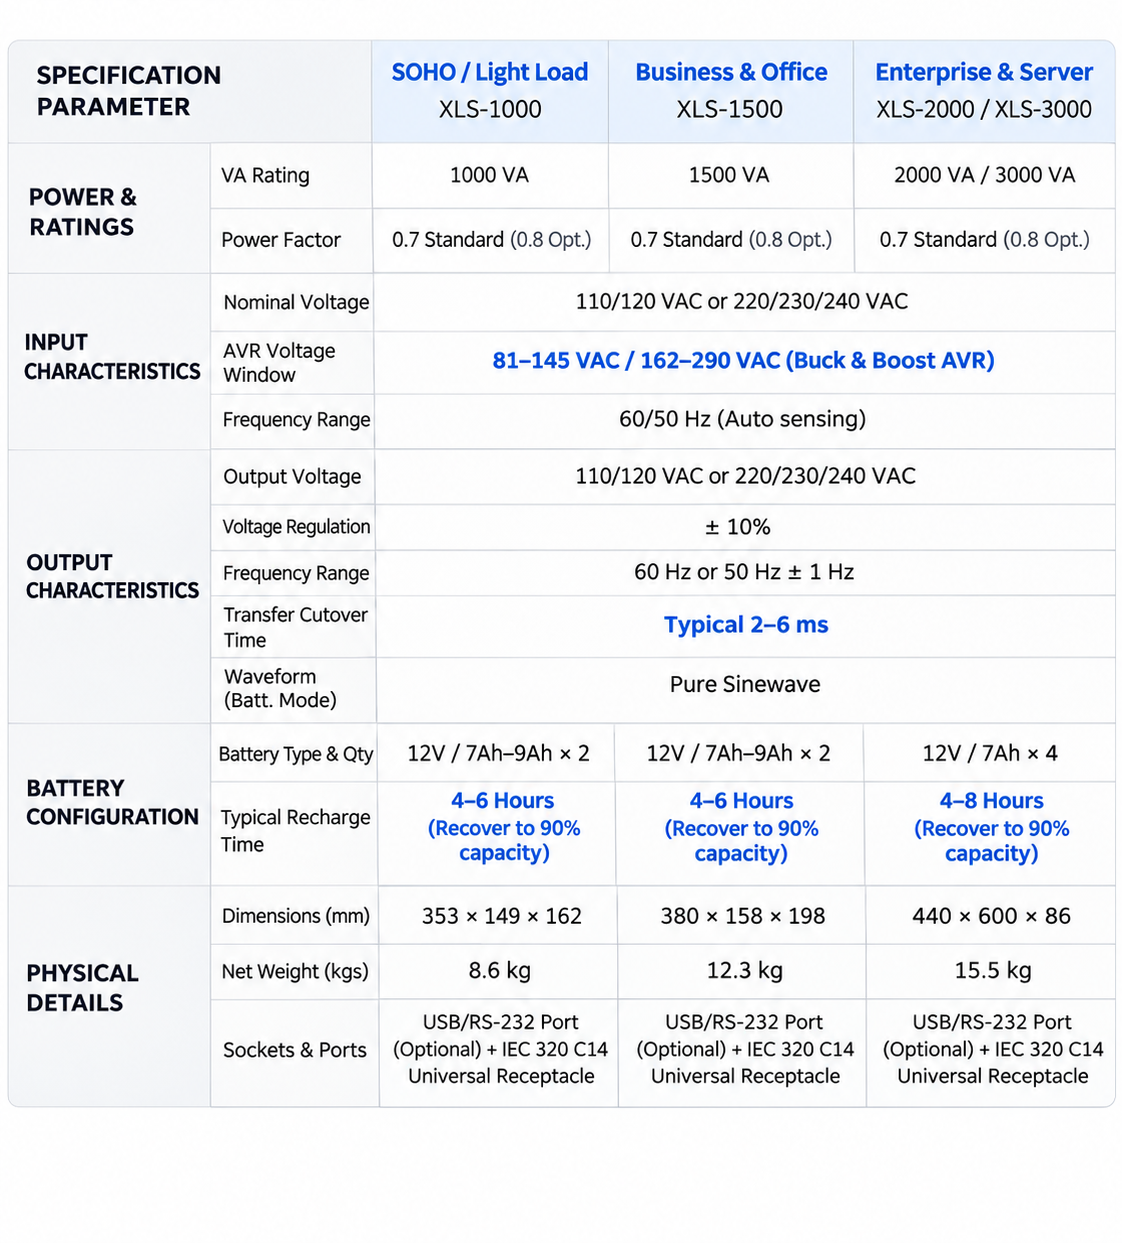 SPECIFICATION
PARAMETER
SOHO / Light Load
XLS-1000
Business & Office
XLS-1500
Enterprise & Server
XLS-2000 / XLS-3000
POWER &
RATINGS
VA Rating
1000 VA
1500 VA
2000 VA / 3000 VA
Power Factor
0.7 Standard (0.8 Opt.)
0.7 Standard (0.8 Opt.)
0.7 Standard (0.8 Opt.)
INPUT
CHARACTERISTICS
Nominal Voltage
110/120 VAC or 220/230/240 VAC
AVR Voltage
Window
81–145 VAC / 162–290 VAC (Buck & Boost AVR)
Frequency Range
60/50 Hz (Auto sensing)
OUTPUT
CHARACTERISTICS
Output Voltage
110/120 VAC or 220/230/240 VAC
Voltage Regulation
± 10%
Frequency Range
60 Hz or 50 Hz ± 1 Hz
Transfer Cutover
Time
Typical 2–6 ms
Waveform
(Batt. Mode)
Pure Sinewave
BATTERY
CONFIGURATION
Battery Type & Qty
12V / 7Ah–9Ah × 2
12V / 7Ah–9Ah × 2
12V / 7Ah × 4
Typical Recharge
Time
4–6 Hours
(Recover to 90%
capacity)
4–6 Hours
(Recover to 90%
capacity)
4–8 Hours
(Recover to 90%
capacity)
PHYSICAL
DETAILS
Dimensions (mm)
353 × 149 × 162
380 × 158 × 198
440 × 600 × 86
Net Weight (kgs)
8.6 kg
12.3 kg
15.5 kg
Sockets & Ports
USB/RS-232 Port
(Optional) + IEC 320 C14
Universal Receptacle
USB/RS-232 Port
(Optional) + IEC 320 C14
Universal Receptacle
USB/RS-232 Port
(Optional) + IEC 320 C14
Universal Receptacle